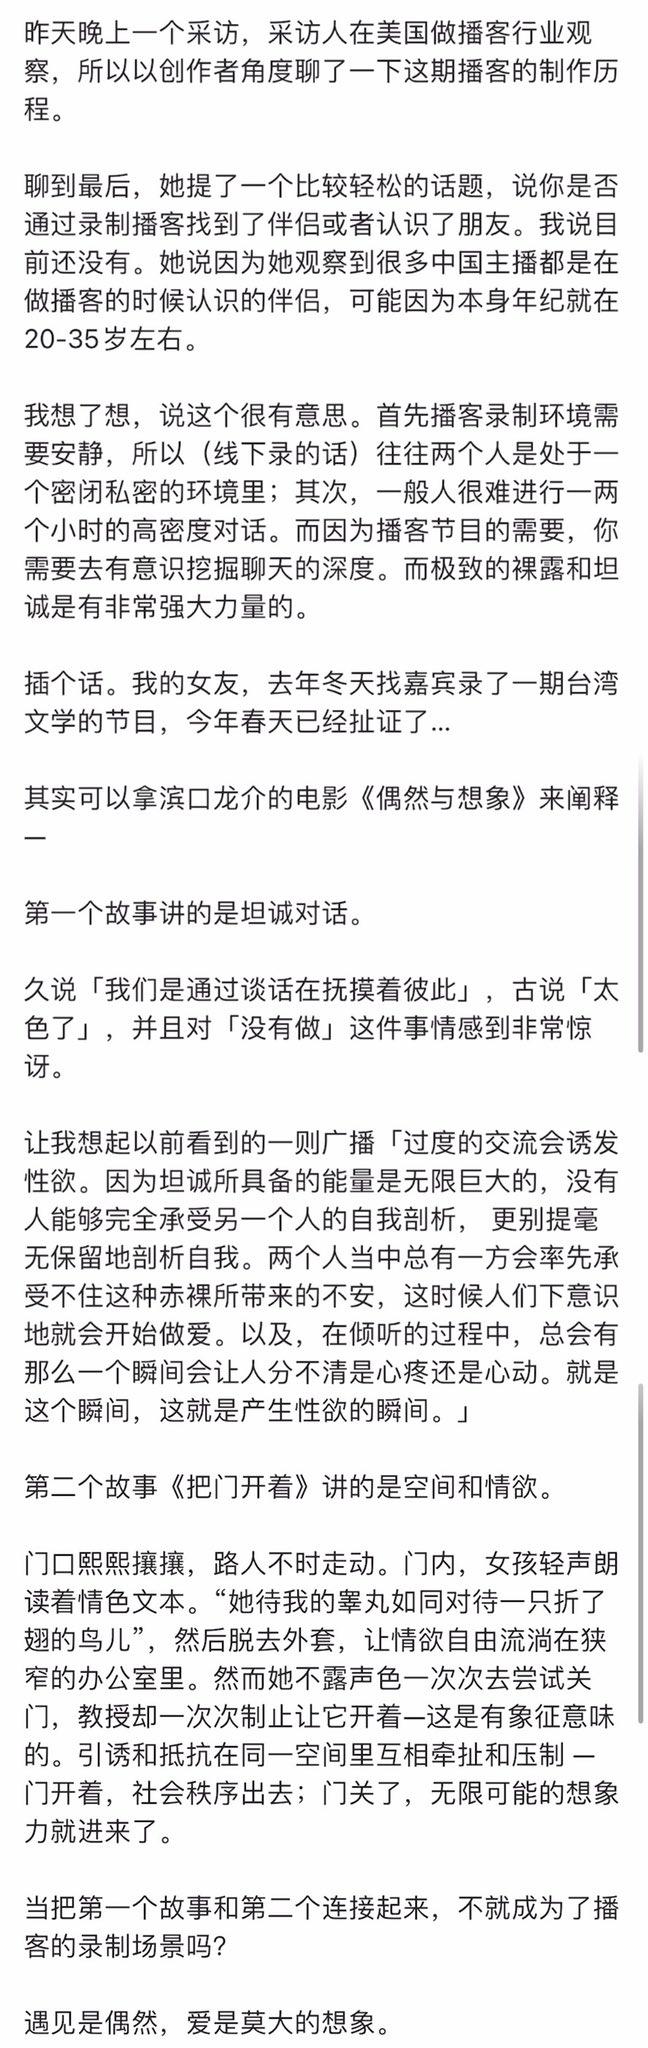 昨天晚上一个采访，采访人在美国做播客行业观
察，所以以创作者角度聊了一下这期播客的制作历
程。
聊到最后，她提了一个比较轻松的话题，说你是否
通过录制播客找到了伴侣或者认识了朋友。我说目
前还没有。她说因为她观察到很多中国主播都是在
做播客的时候认识的伴侣，可能因为本身年纪就在
20-35岁左右。
我想了想，说这个很有意思。首先播客录制环境需
要安静，所以（线下录的话）往往两个人是处于一
个密闭私密的环境里；其次，一般人很难进行一两
个小时的高密度对话。而因为播客节目的需要，你
需要去有意识挖掘聊天的深度。而极致的裸露和坦
诚是有非常强大力量的。
插个话。我的女友，去年冬天找嘉宾录了一期台湾
文学的节目，今年春天已经扯证了...
其实可以拿滨口龙介的电影《偶然与想象》来阐释
—
第一个故事讲的是坦诚对话。
久说「我们是通过谈话在抚摸着彼此」，古说「太
色了」，并且对「没有做」这件事情感到非常惊
讶。
让我想起以前看到的一则广播「过度的交流会诱发
性欲。因为坦诚所具备的能量是无限巨大的，没有
人能够完全承受另一个人的自我剖析， 更别提毫
无保留地剖析自我。两个人当中总有一方会率先承
受不住这种赤裸所带来的不安，这时候人们下意识
地就会开始做爱。以及，在倾听的过程中，总会有
那么一个瞬间会让人分不清是心疼还是心动。就是
这个瞬间，这就是产生性欲的瞬间。」
第二个故事《把门开着》讲的是空间和情欲。
门口熙熙攘攘，路人不时走动。门内，女孩轻声朗
读着情色文本。“她待我的睾丸如同对待一只折了
翅的鸟儿”，然后脱去外套，让情欲自由流淌在狭
窄的办公室里。然而她不露声色一次次去尝试关
门，教授却一次次制止让它开着—这是有象征意味
的。引诱和抵抗在同一空间里互相牵扯和压制 —
门开着，社会秩序出去；门关了，无限可能的想象
力就进来了。
当把第一个故事和第二个连接起来，不就成为了播
客的录制场景吗？
遇见是偶然，爱是莫大的想象。